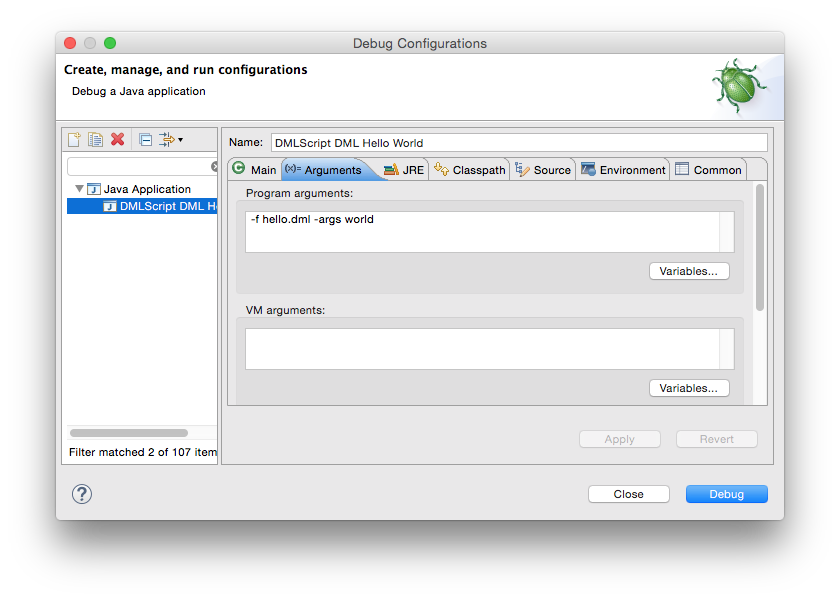 Debug Configurations
Create, manage, and run configurations
Debug a Java application
Name: DMLScript DML Hello World
Main (x)= Arguments JRE Classpath Source Environment Common
Java Application
DMLScript DML H
Program arguments:
-f hello.dml -args world
Variables...
VM arguments:
Variables...
Filter matched 2 of 107 item
Apply Revert
? Close Debug